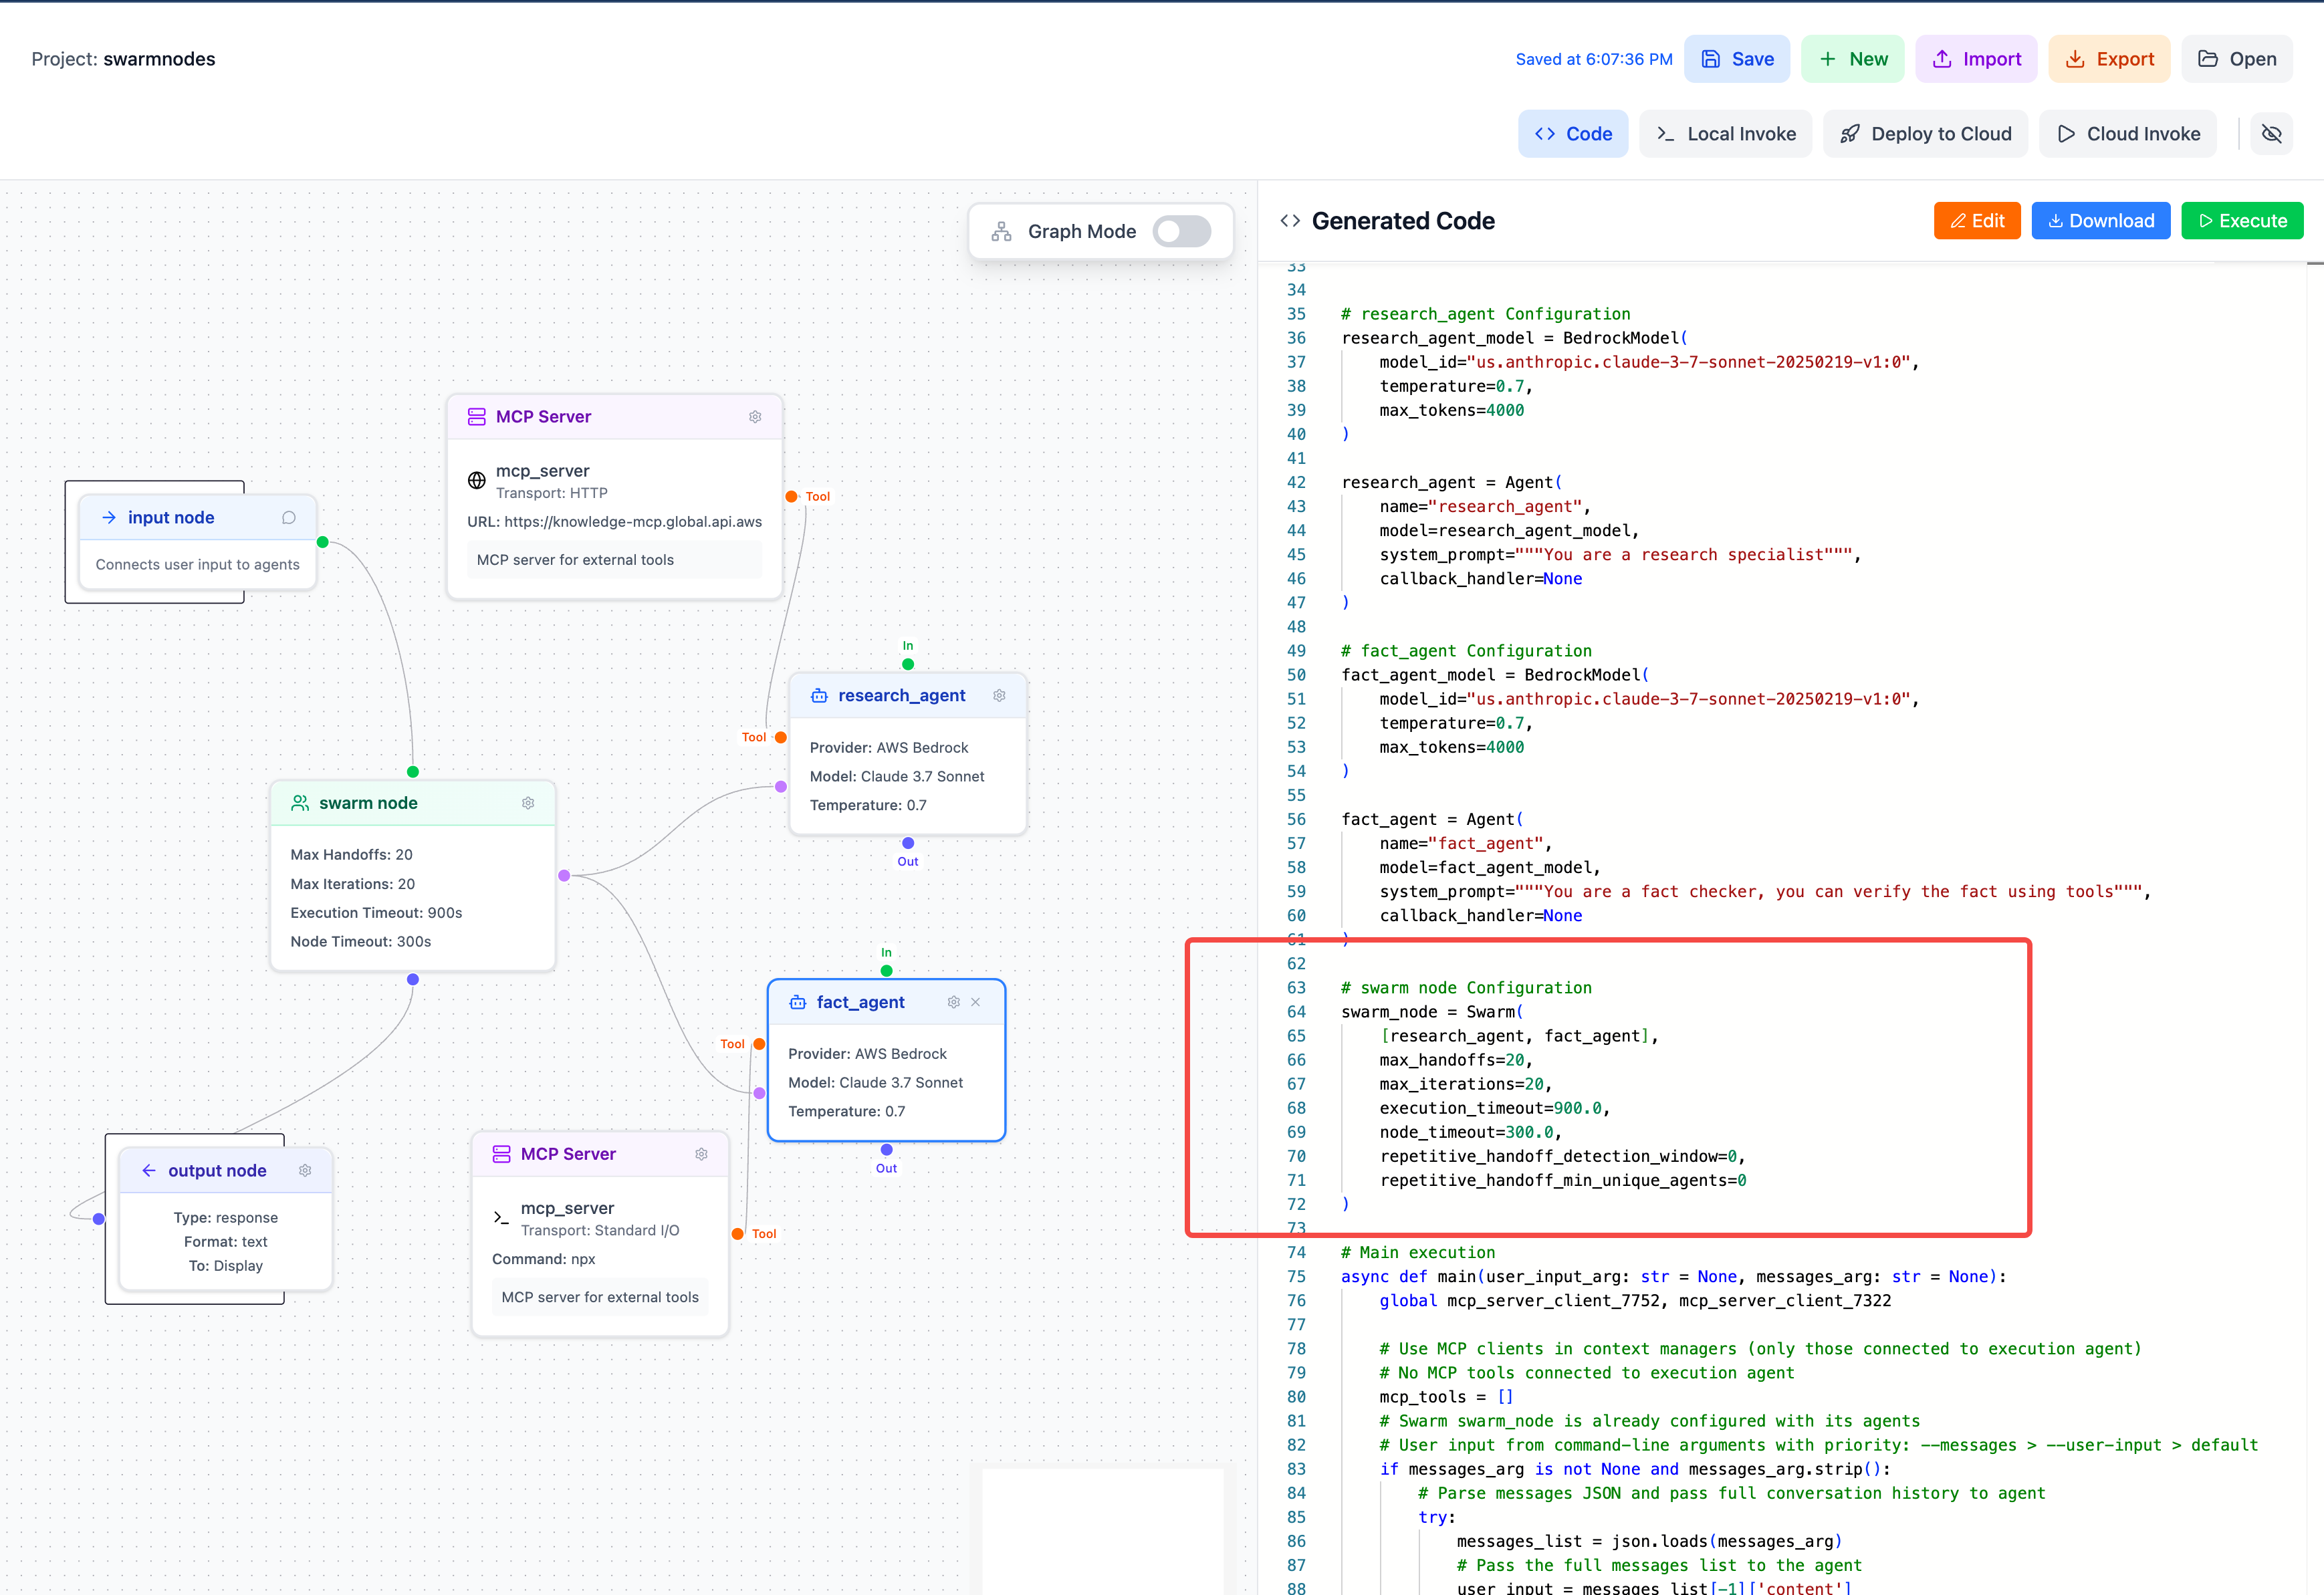 Project: swarmnodes
Saved at 6:07:36 PM
Save
New
Import
Export
Open
Code
Local Invoke
Deploy to Cloud
Cloud Invoke
Graph Mode
MCP Server
mcp_server
Transport: HTTP
URL: https://knowledge-mcp.global.api.aws
MCP server for external tools
Tool
input node
Connects user input to agents
In
research_agent
Tool
Provider: AWS Bedrock
Model: Claude 3.7 Sonnet
Temperature: 0.7
Out
swarm node
Max Handoffs: 20
Max Iterations: 20
Execution Timeout: 900s
Node Timeout: 300s
In
fact_agent
Tool
Provider: AWS Bedrock
Model: Claude 3.7 Sonnet
Temperature: 0.7
Out
output node
Type: response
Format: text
To: Display
MCP Server
mcp_server
Transport: Standard I/O
Command: npx
MCP server for external tools
Tool
Generated Code
Edit
Download
Execute
33
34
35 # research_agent Configuration
36 research_agent_model = BedrockModel(
37 model_id="us.anthropic.claude-3-7-sonnet-20250219-v1:0",
38 temperature=0.7,
39 max_tokens=4000
40 )
41
42 research_agent = Agent(
43 name="research_agent",
44 model=research_agent_model,
45 system_prompt="""You are a research specialist""",
46 callback_handler=None
47 )
48
49 # fact_agent Configuration
50 fact_agent_model = BedrockModel(
51 model_id="us.anthropic.claude-3-7-sonnet-20250219-v1:0",
52 temperature=0.7,
53 max_tokens=4000
54 )
55
56 fact_agent = Agent(
57 name="fact_agent",
58 model=fact_agent_model,
59 system_prompt="""You are a fact checker, you can verify the fact using tools""",
60 callback_handler=None
61 )
62
63 # swarm node Configuration
64 swarm_node = Swarm(
65 [research_agent, fact_agent],
66 max_handoffs=20,
67 max_iterations=20,
68 execution_timeout=900.0,
69 node_timeout=300.0,
70 repetitive_handoff_detection_window=0,
71 repetitive_handoff_min_unique_agents=0
72 )
73
74 # Main execution
75 async def main(user_input_arg: str = None, messages_arg: str = None):
76 global mcp_server_client_7752, mcp_server_client_7322
77
78 # Use MCP clients in context managers (only those connected to execution agent)
79 # No MCP tools connected to execution agent
80 mcp_tools = []
81 # Swarm swarm_node is already configured with its agents
82 # User input from command-line arguments with priority: --messages > --user-input > default
83 if messages_arg is not None and messages_arg.strip():
84 # Parse messages JSON and pass full conversation history to agent
85 try:
86 messages_list = json.loads(messages_arg)
87 # Pass the full messages list to the agent
88 user_input = messages_list[-1]['content']